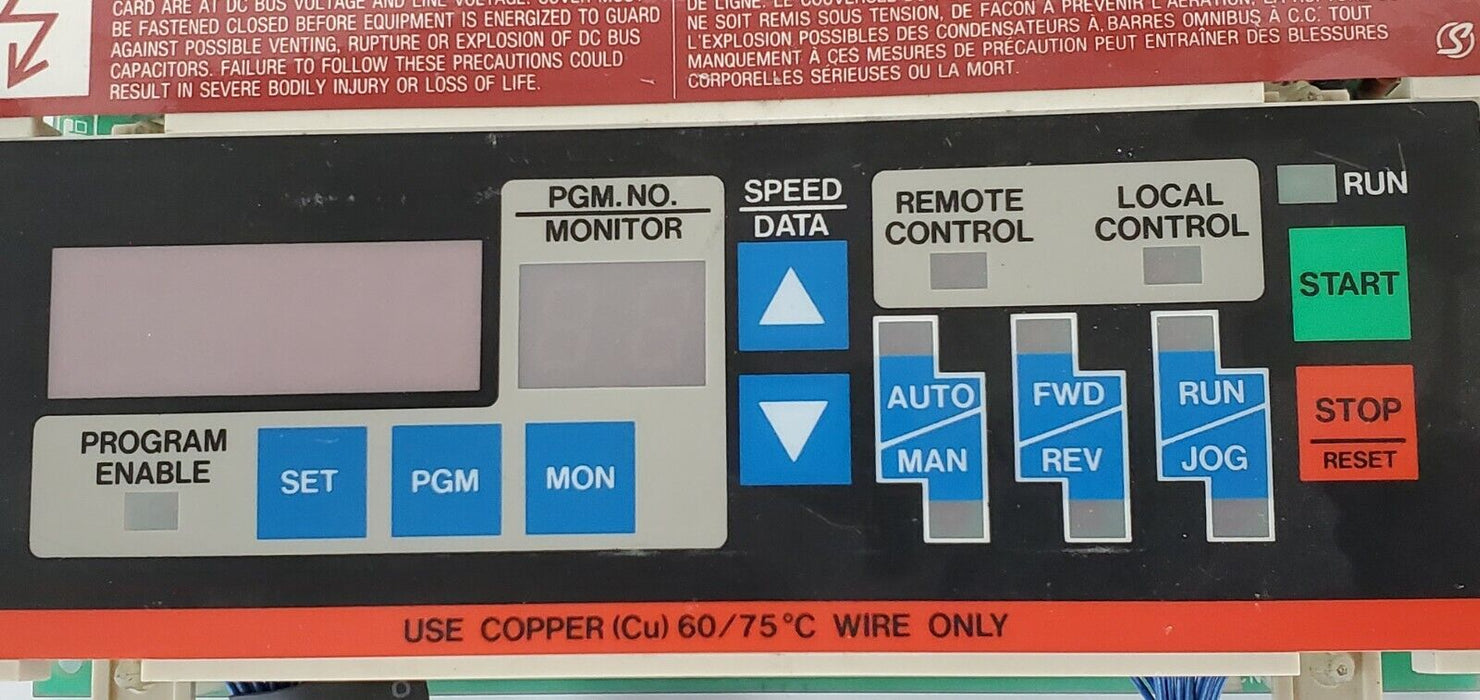 CARD ARE AT DC BUS VOLTAGE AND LINE VOLTAGE. COVER MUST
BE FASTENED CLOSED BEFORE EQUIPMENT IS ENERGIZED TO GUARD
AGAINST POSSIBLE VENTING, RUPTURE OR EXPLOSION OF DC BUS
CAPACITORS. FAILURE TO FOLLOW THESE PRECAUTIONS COULD
RESULT IN SEVERE BODILY INJURY OR LOSS OF LIFE.
DE LIGNE. LE COUVERCLE
NE SOIT REMIS SOUS TENSION, DE FACON À PRÉVENIR L'AÉRATION,
L'EXPLOSION POSSIBLES DES CONDENSATEURS À BARRES OMNIBUS À C.C. TOUT
MANQUEMENT À CES MESURES DE PRÉCAUTION PEUT ENTRAÎNER DES BLESSURES
CORPORELLES SÉRIEUSES OU LA MORT.
PGM. NO.
MONITOR
SPEED
DATA
REMOTE
CONTROL
LOCAL
CONTROL
RUN
START
AUTO
MAN
FWD
REV
RUN
JOG
STOP
RESET
PROGRAM
ENABLE
SET
PGM
MON
USE COPPER (Cu) 60/75°C WIRE ONLY